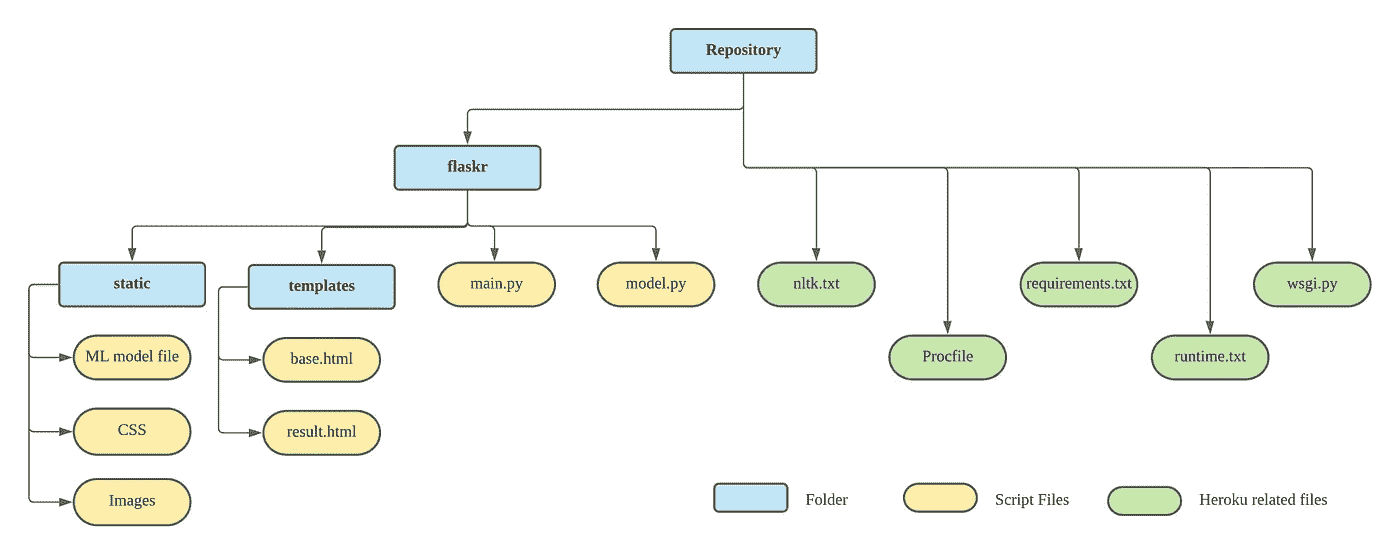 Repository
flaskr
static
templates
main.py
model.py
nltk.txt
requirements.txt
wsgi.py
ML model file
base.html
Procfile
runtime.txt
CSS
result.html
Images
Folder
Script Files
Heroku related files